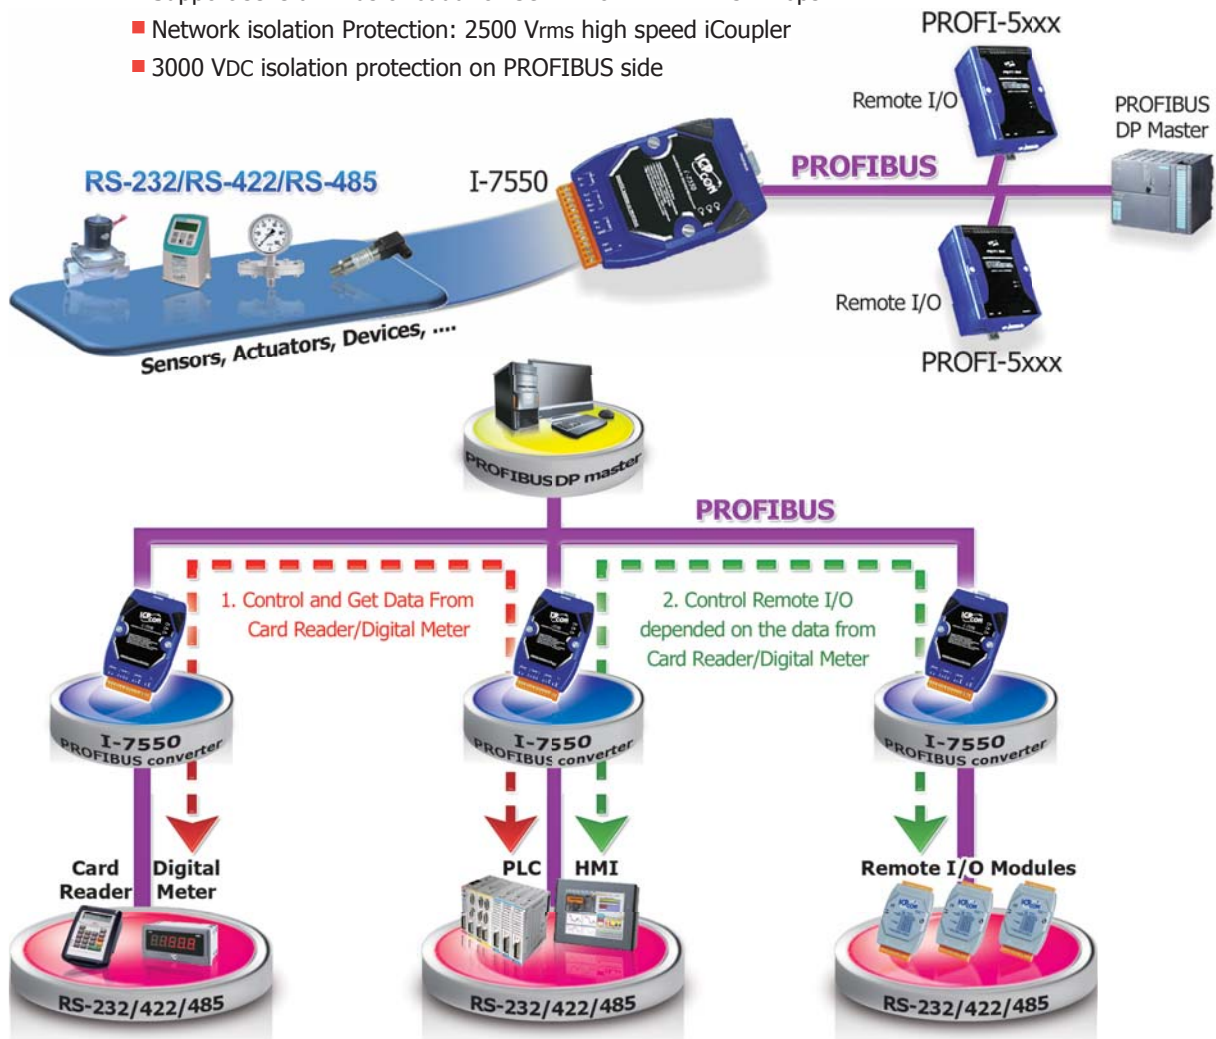 Network isolation Protection: 2500 Vrms high speed iCoupler
3000 VDC isolation protection on PROFIBUS side
PROFI-5xxx
Remote I/O
PROFIBUS
DP Master
PROFIBUS
RS-232/RS-422/RS-485
I-7550
ICP
CON
I-7550
Remote I/O
PROFI-5xxx
Sensors, Actuators, Devices, ....
PROFIBUS DP master
PROFIBUS
1. Control and Get Data From
Card Reader/Digital Meter
2. Control Remote I/O
depended on the data from
Card Reader/Digital Meter
I-7550
PROFIBUS converter
I-7550
PROFIBUS converter
I-7550
PROFIBUS converter
Card
Reader
Digital
Meter
PLC
HMI
Remote I/O Modules
RS-232/422/485
RS-232/422/485
RS-232/422/485